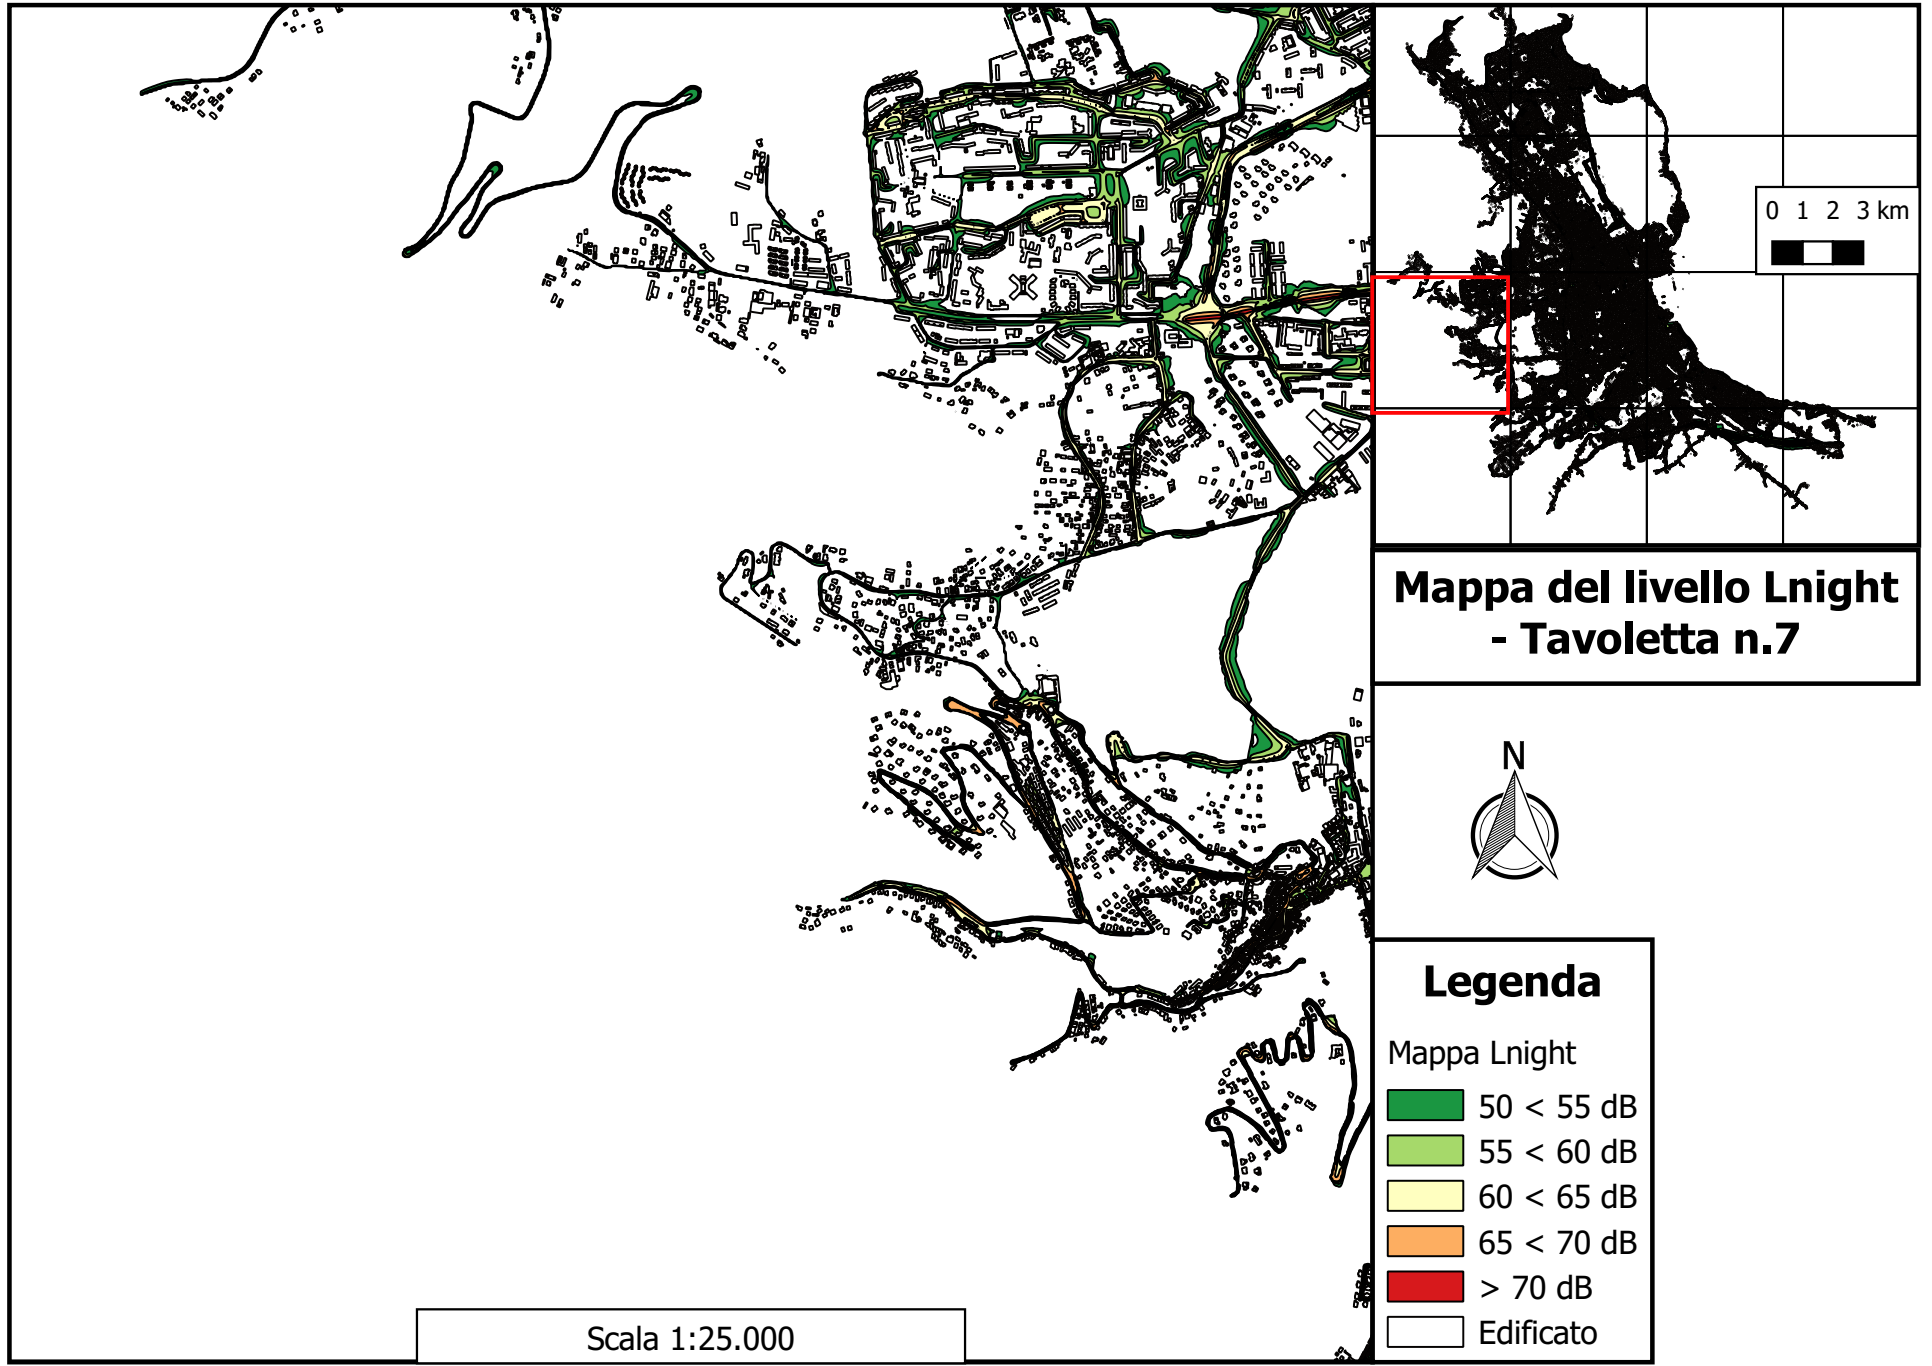 0 1 2 3 km
Mappa del livello Lnight
- Tavoletta n.7
N
Legenda
Mappa Lnight
50 < 55 dB
55 < 60 dB
60 < 65 dB
65 < 70 dB
> 70 dB
Edificato
Scala 1:25.000